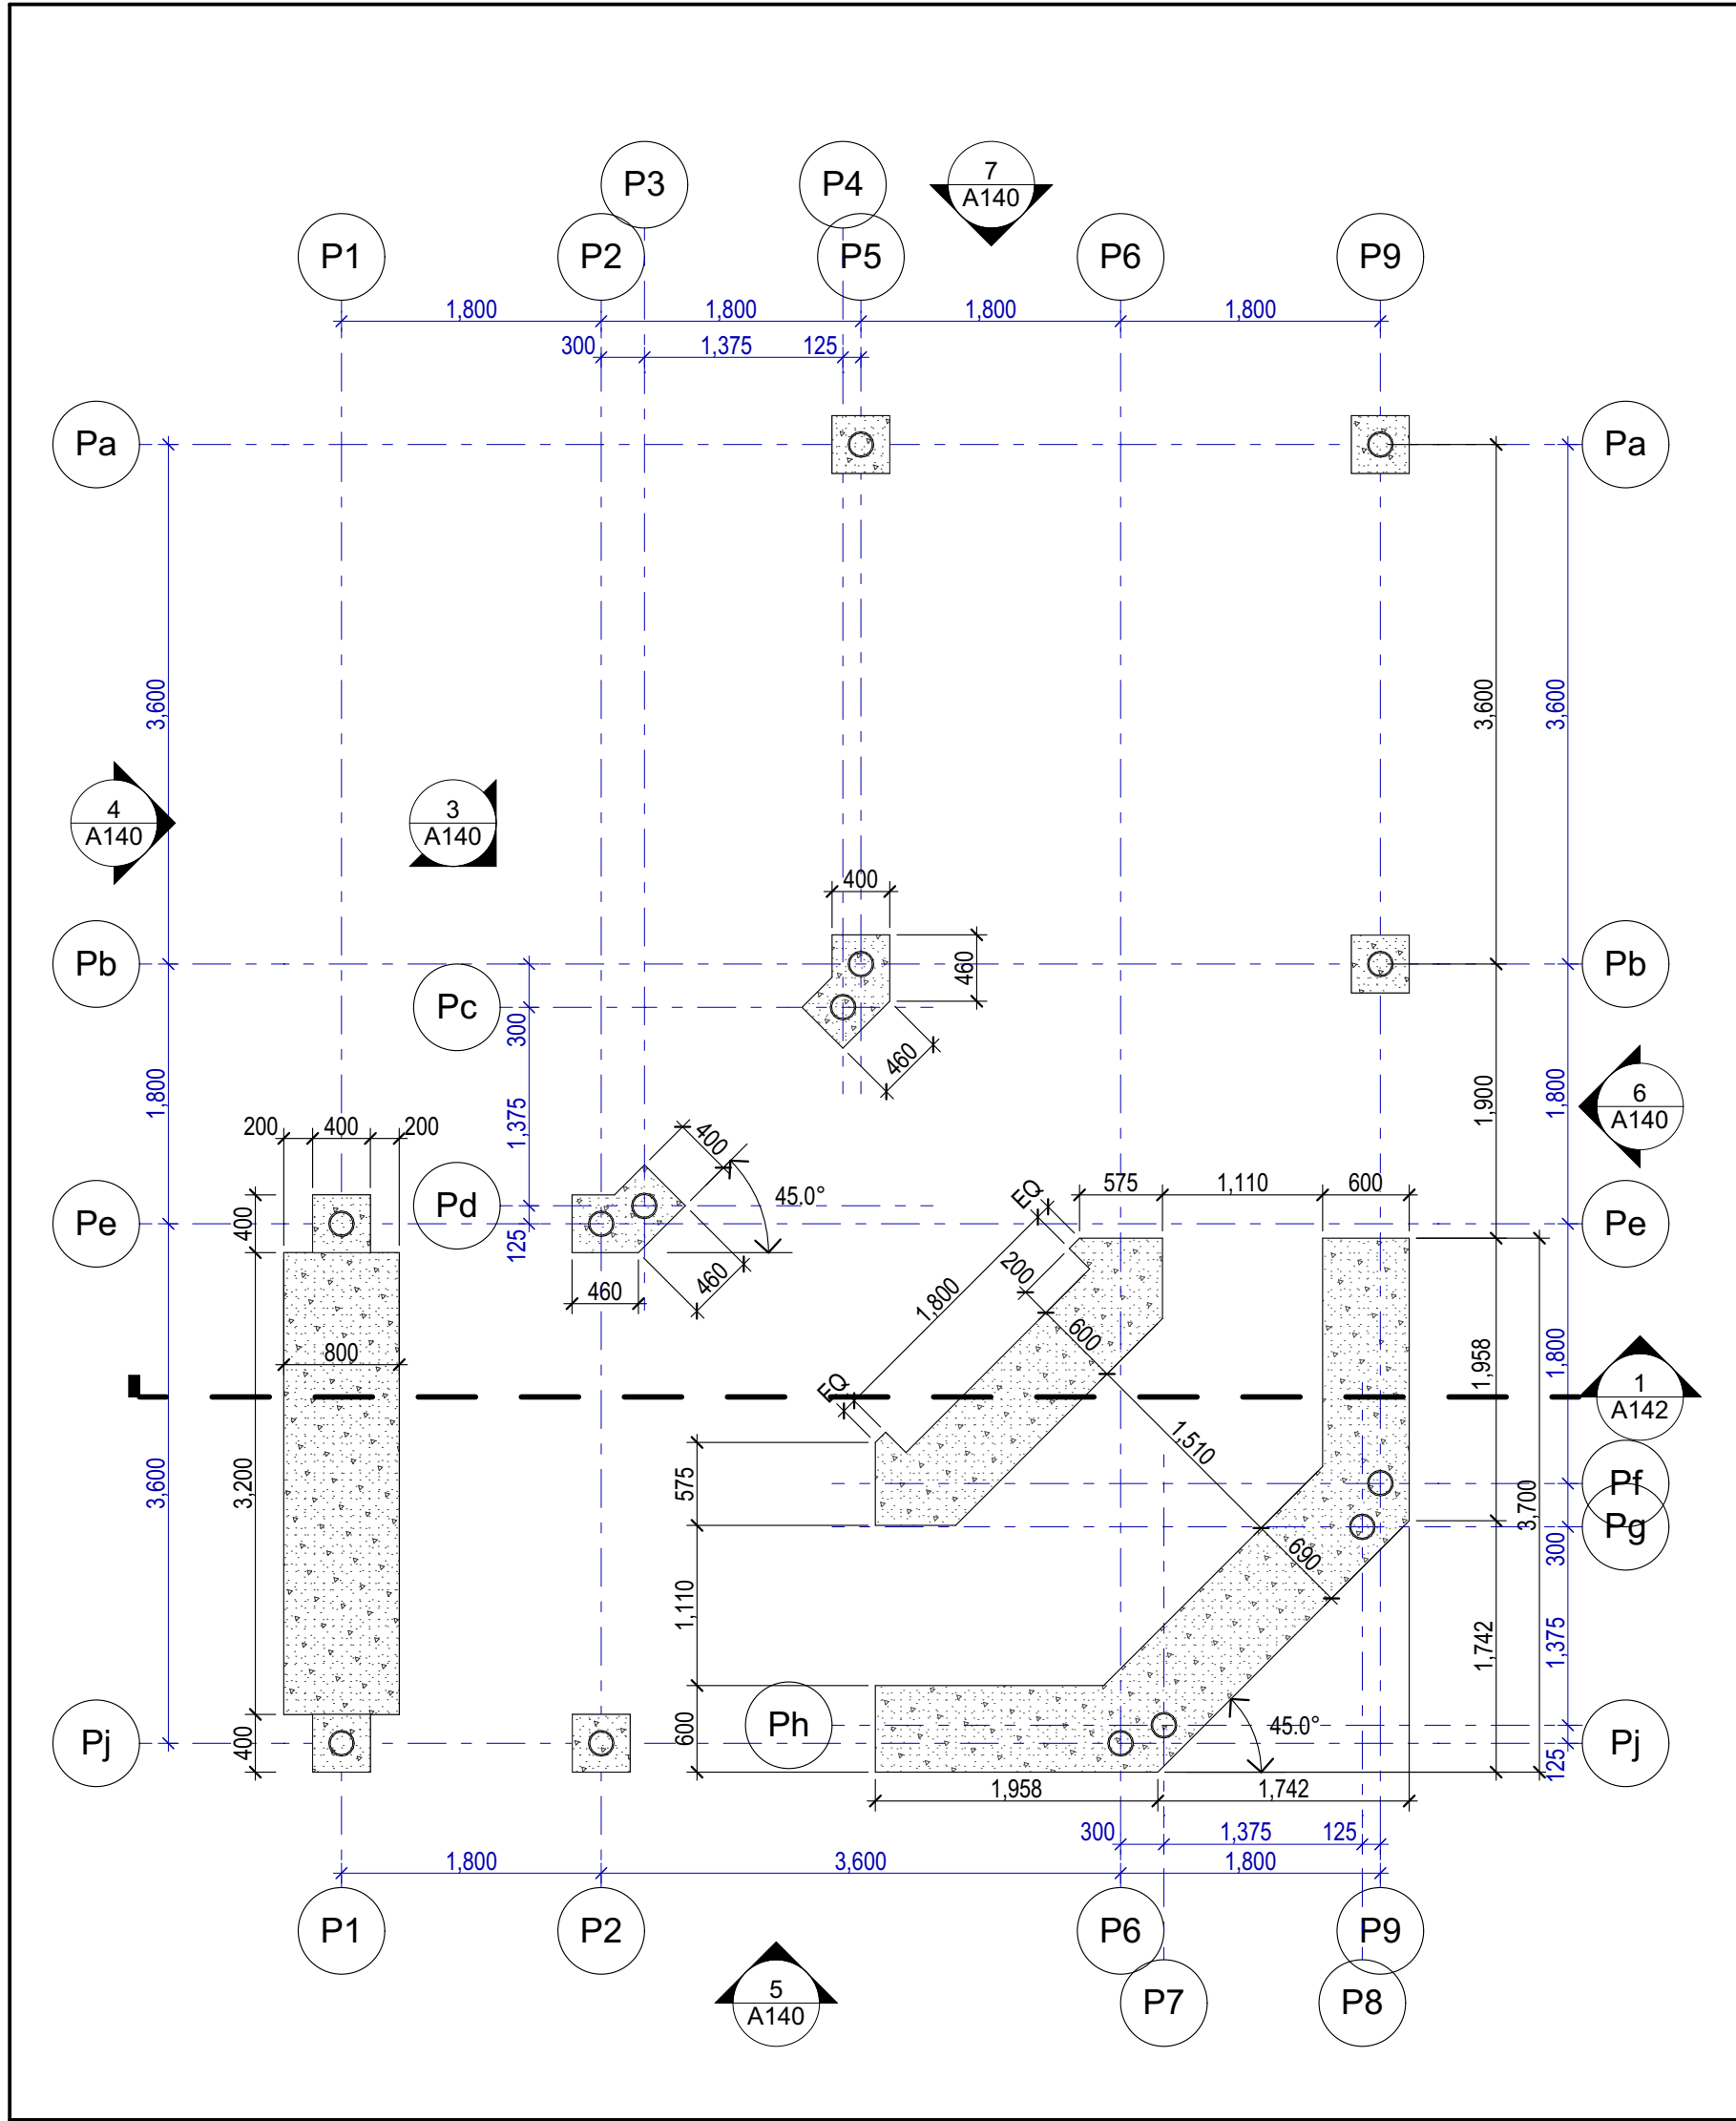 P3 P4 7
A140
P1 P2 P5 P6 P9
1,800 1,800 1,800 1,800
300 1,375 125
Pa Pa
3,600 3,600 3,600
4
A140
3
A140
400
Pb Pb
460
Pc
300
460
1,800 1,375 1,900 1,800
6
A140
200 400 200
400
575 1,110 600
EQ
45.0°
Pd
Pe Pe
400
125
200
460
460
1,800
600
800
1,958 1,800
EQ
1
A142
1,510
575
Pf
3,600 3,200
3,700
Pg
300
690
1,110
1,742 1,375
Ph
600
45.0°
Pj Pj
400
125
1,958 1,742
300 1,375 125
1,800 3,600 1,800
P1 P2 P6 P9
5
A140
P7 P8